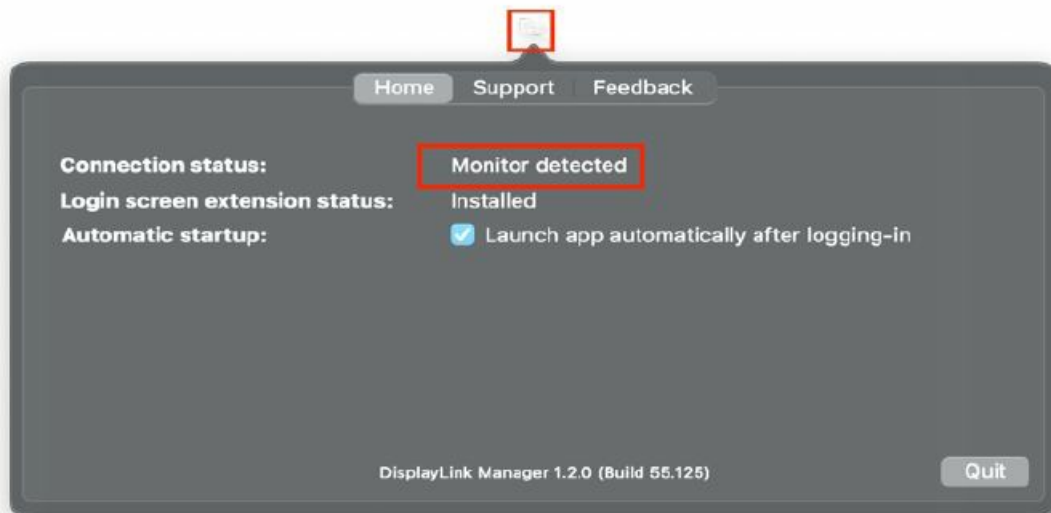 Home Support Feedback
Connection status: Monitor detected
Login screen extension status: Installed
Automatic startup: Launch app automatically after logging-in
DisplayLink Manager 1.2.0 (Build 55.125)
Quit